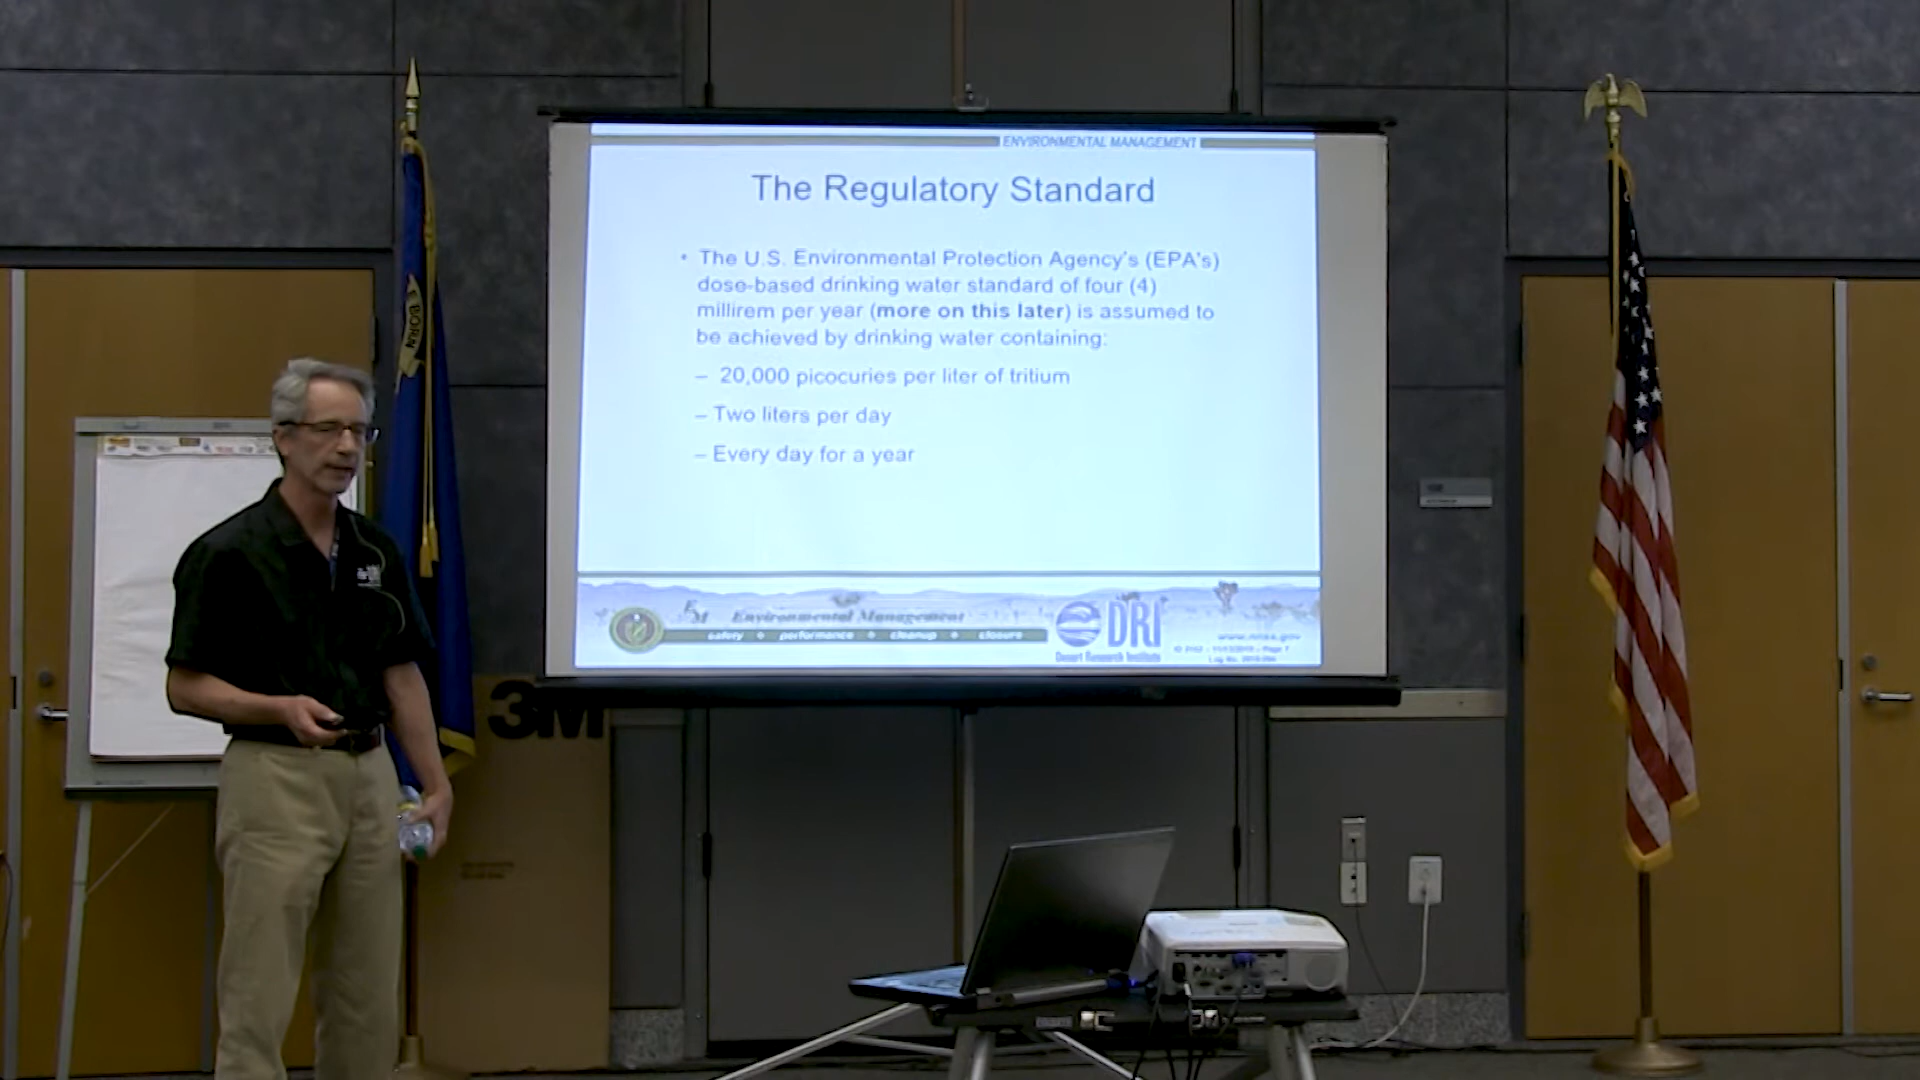 ENVIRONMENTAL MANAGEMENT
The Regulatory Standard
• The U.S. Environmental Protection Agency's (EPA's)
dose-based drinking water standard of four (4)
millirem per year (more on this later) is assumed to
be achieved by drinking water containing:
– 20,000 picocuries per liter of tritium
– Two liters per day
– Every day for a year
EM Environmental Management
safety performance cleanup closure
DRI
Desert Research Institute
BORN
3M